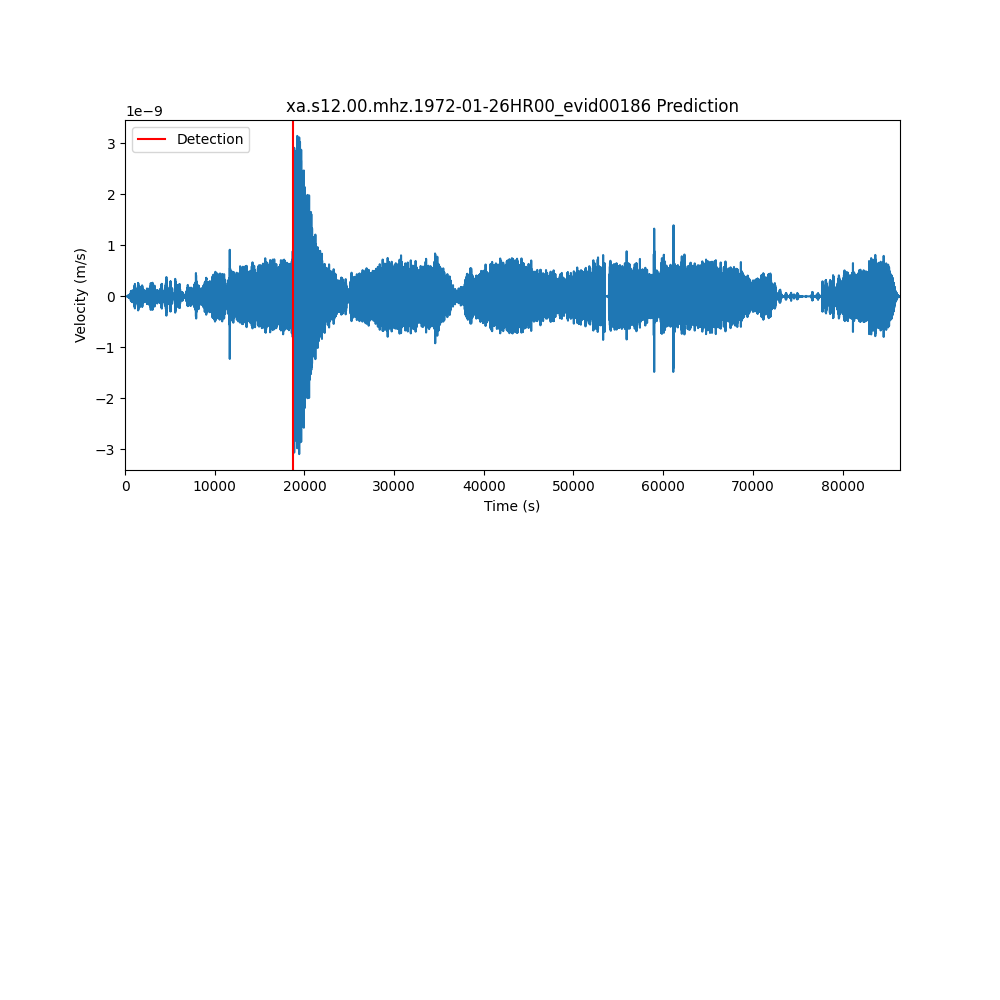 xa.s12.00.mhz.1972-01-26HR00_evid00186 Prediction
1e−9
Detection
3
2
1
0
−1
−2
−3
Velocity (m/s)
0 10000 20000 30000 40000 50000 60000 70000 80000
Time (s)